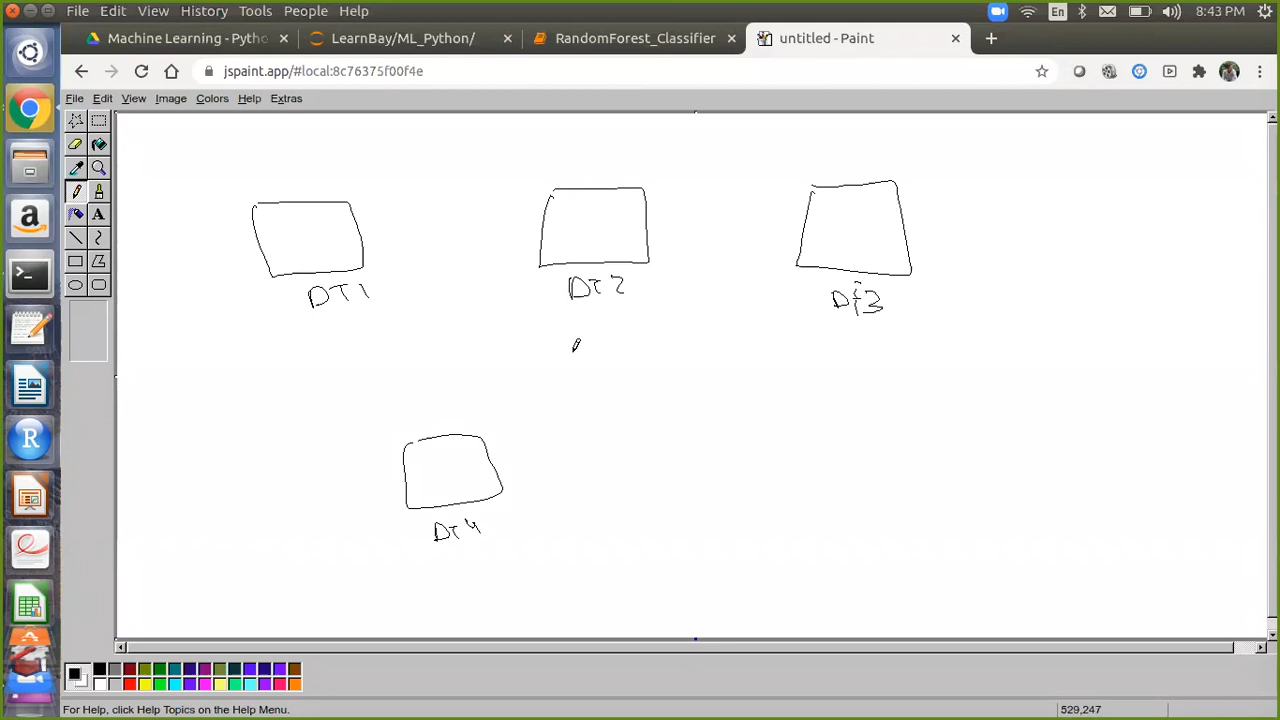 File Edit View History Tools People Help
En 8:43 PM
Machine Learning - Pytho
LearnBay/ML_Python/
RandomForest_Classifier
untitled - Paint
jspaint.app/#local:8c76375f00f4e
File Edit View Image Colors Help Extras
A
DT1
DT2
Dt3
DT4
For Help, click Help Topics on the Help Menu.
529,247